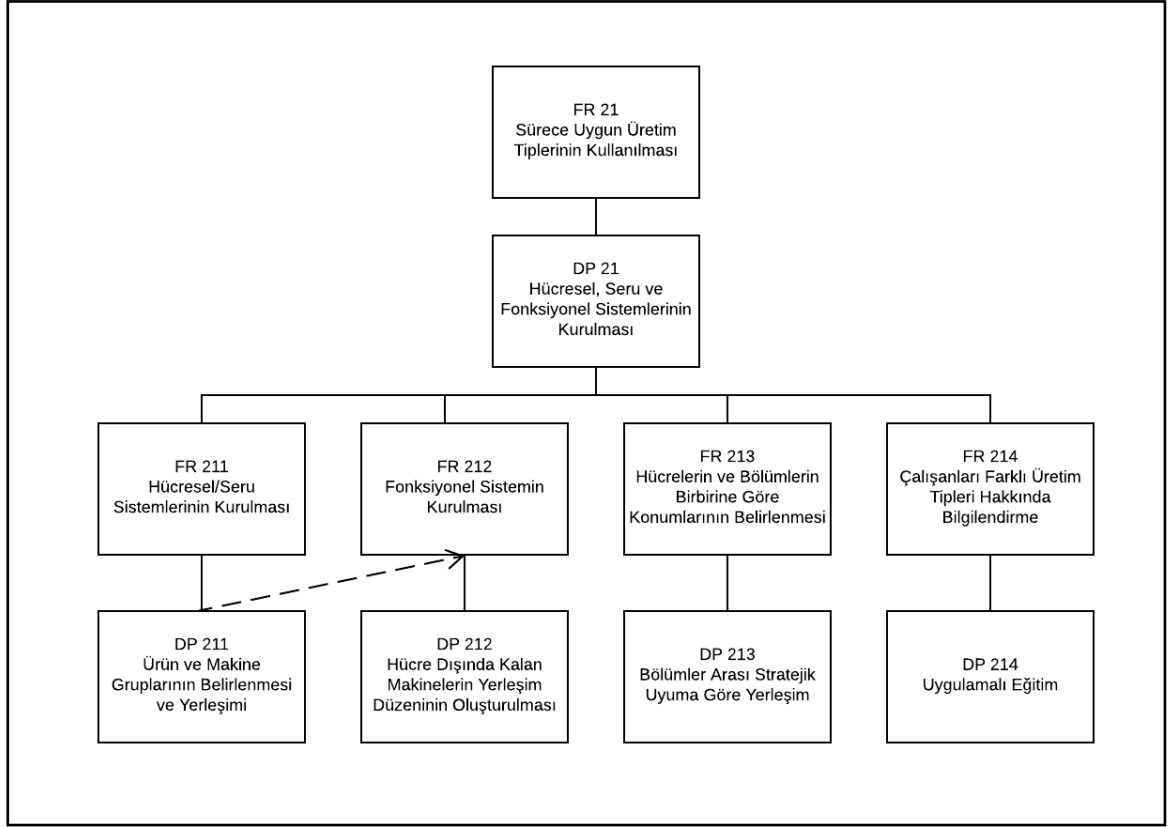 FR 21
Sürece Uygun Üretim
Tiplerinin Kullanılması
DP 21
Hücresel, Seru ve
Fonksiyonel Sistemlerinin
Kurulması
FR 211
Hücresel/Seru
Sistemlerinin Kurulması
FR 212
Fonksiyonel Sistemin
Kurulması
FR 213
Hücrelerin ve Bölümlerin
Birbirine Göre
Konumlarının Belirlenmesi
FR 214
Çalışanları Farklı Üretim
Tipleri Hakkında
Bilgilendirme
DP 211
Ürün ve Makine
Gruplarının Belirlenmesi
ve Yerleşimi
DP 212
Hücre Dışında Kalan
Makinelerin Yerleşim
Düzeninin Oluşturulması
DP 213
Bölümler Arası Stratejik
Uyuma Göre Yerleşim
DP 214
Uygulamalı Eğitim